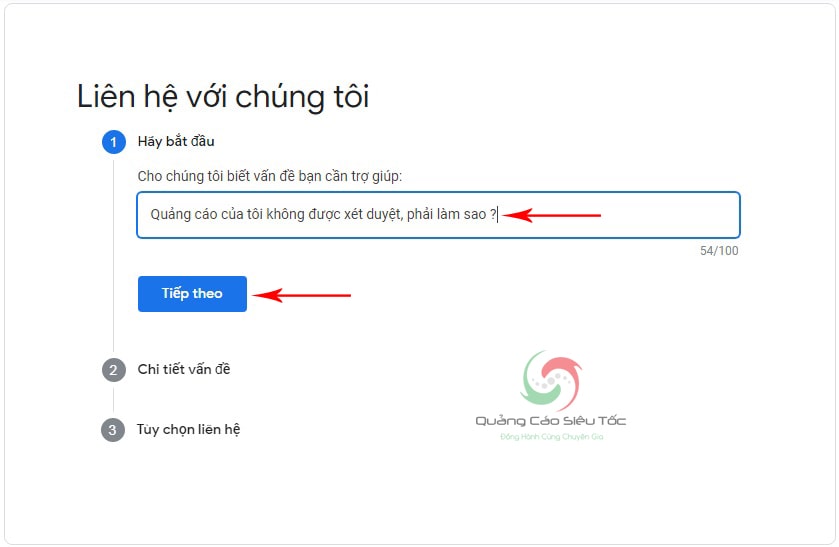 Liên hệ với chúng tôi
1 Hãy bắt đầu
Cho chúng tôi biết vấn đề bạn cần trợ giúp:
Quảng cáo của tôi không được xét duyệt, phải làm sao ?
54/100
Tiếp theo
2 Chi tiết vấn đề
Quảng Cáo Siêu Tốc
Đồng Hành Cùng Chuyên Gia
3 Tùy chọn liên hệ